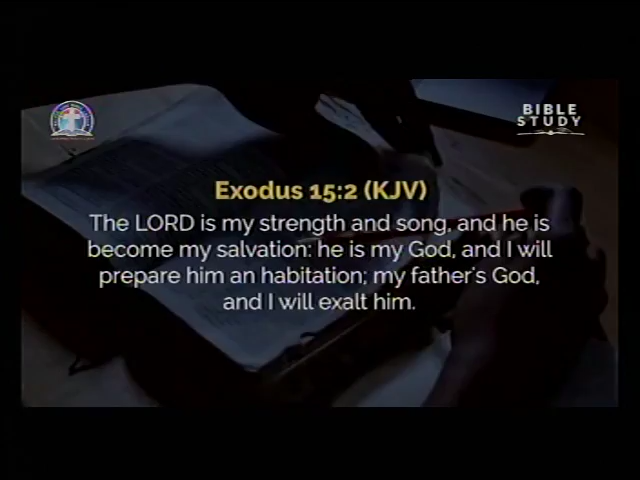 BIBLE
STUDY
Exodus 15:2 (KJV)
The LORD is my strength and song, and he is
become my salvation: he is my God, and I will
prepare him an habitation; my father's God,
and I will exalt him.